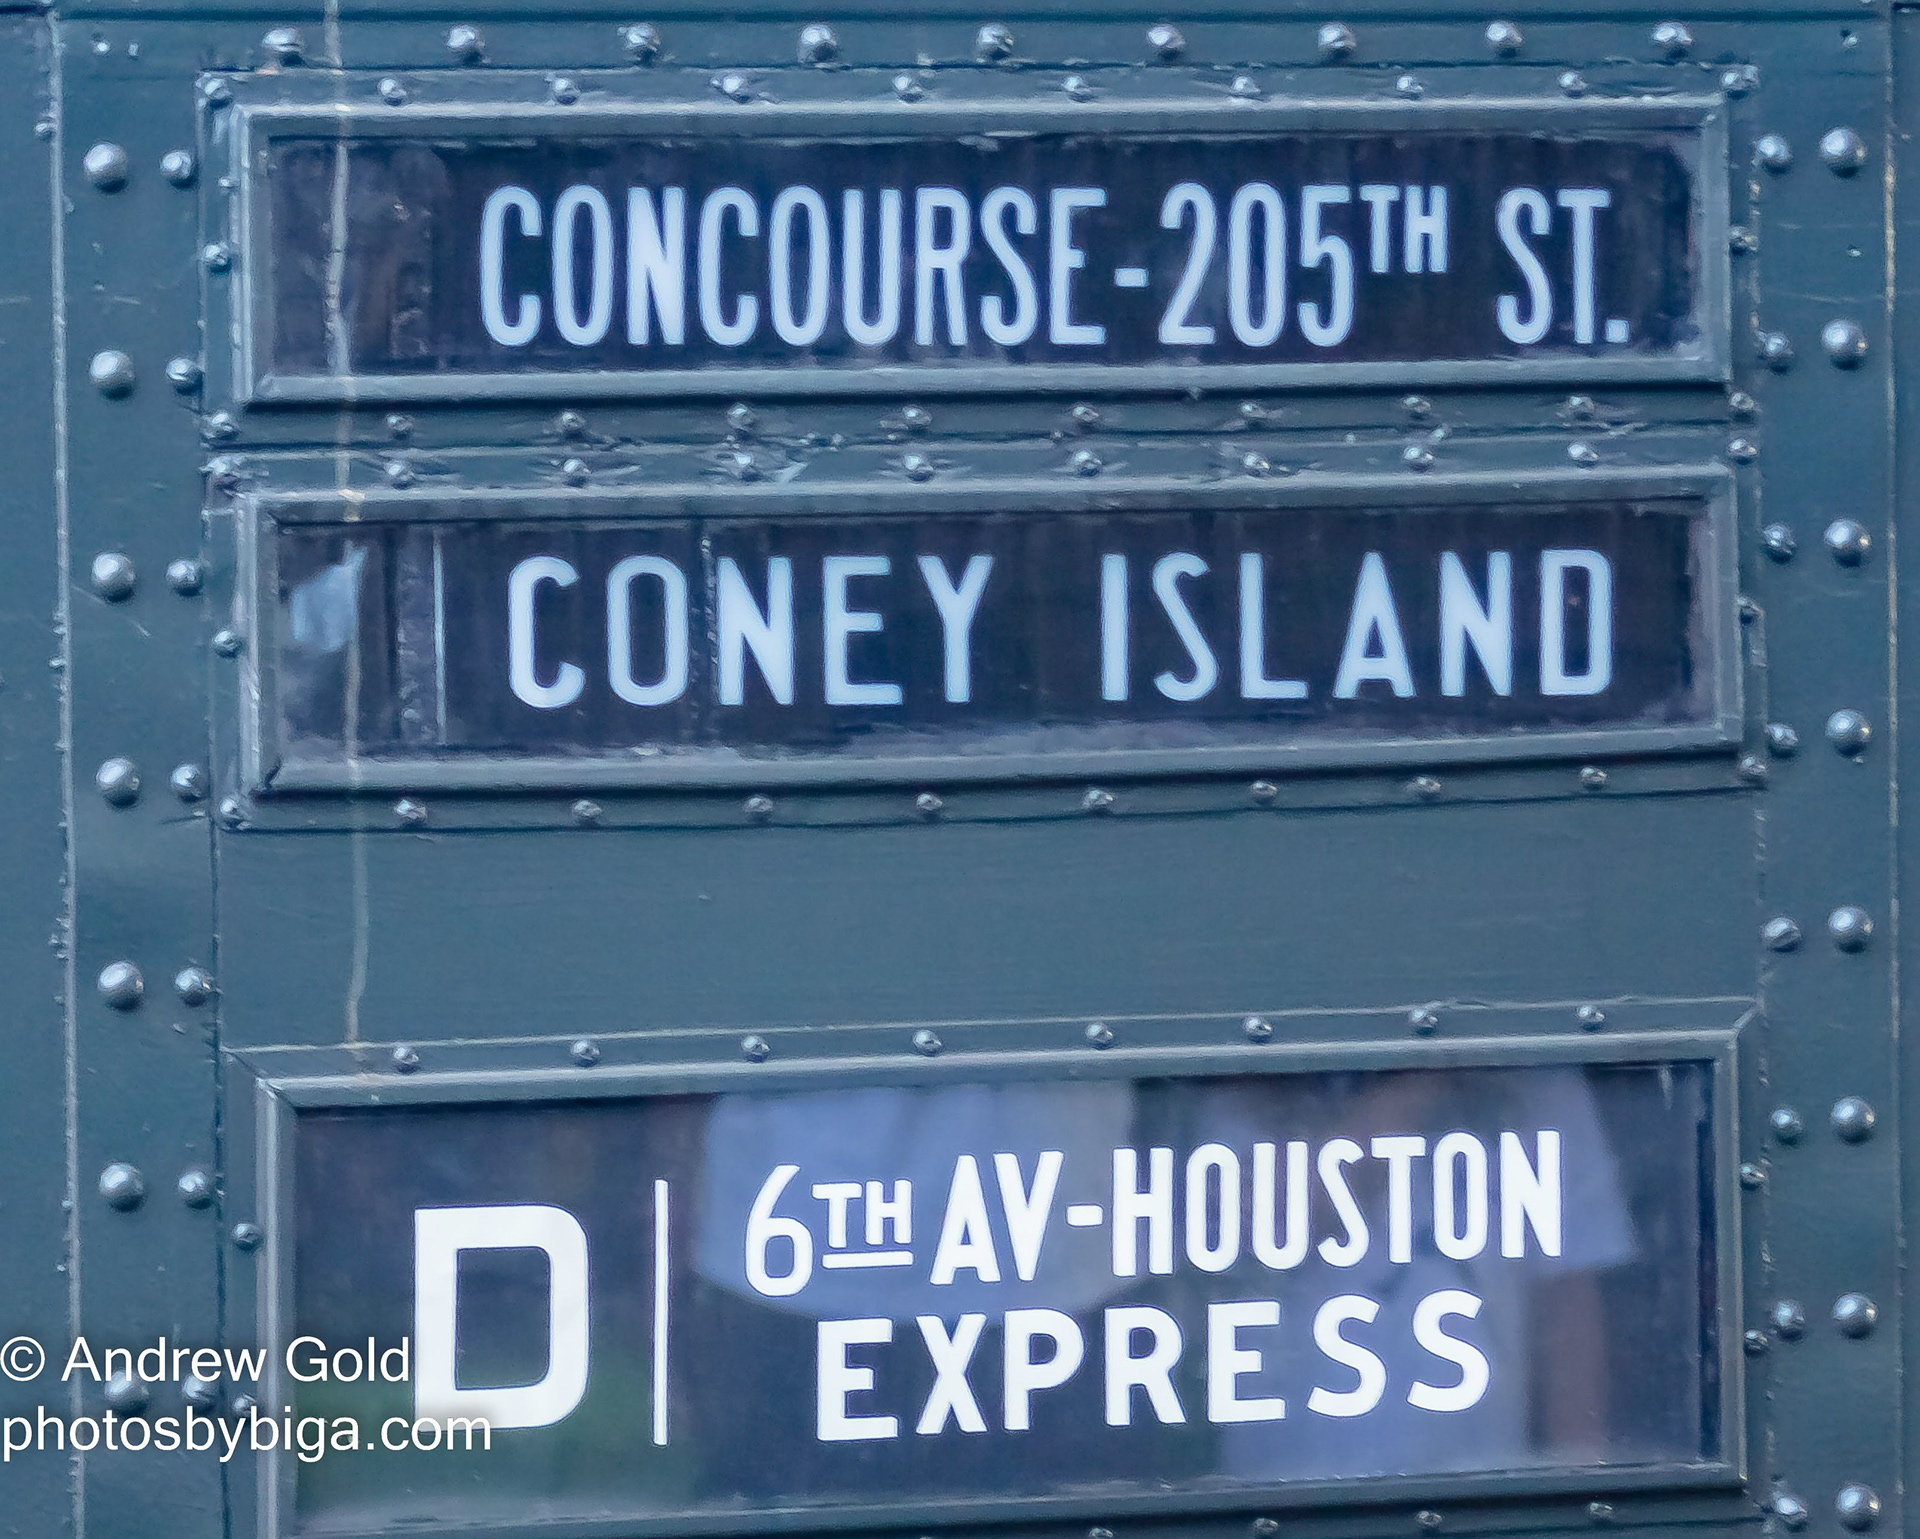 CONCOURSE-205TH ST.
CONEY ISLAND
D
6TH AV-HOUSTON
EXPRESS
© Andrew Gold
photosbybiga.com